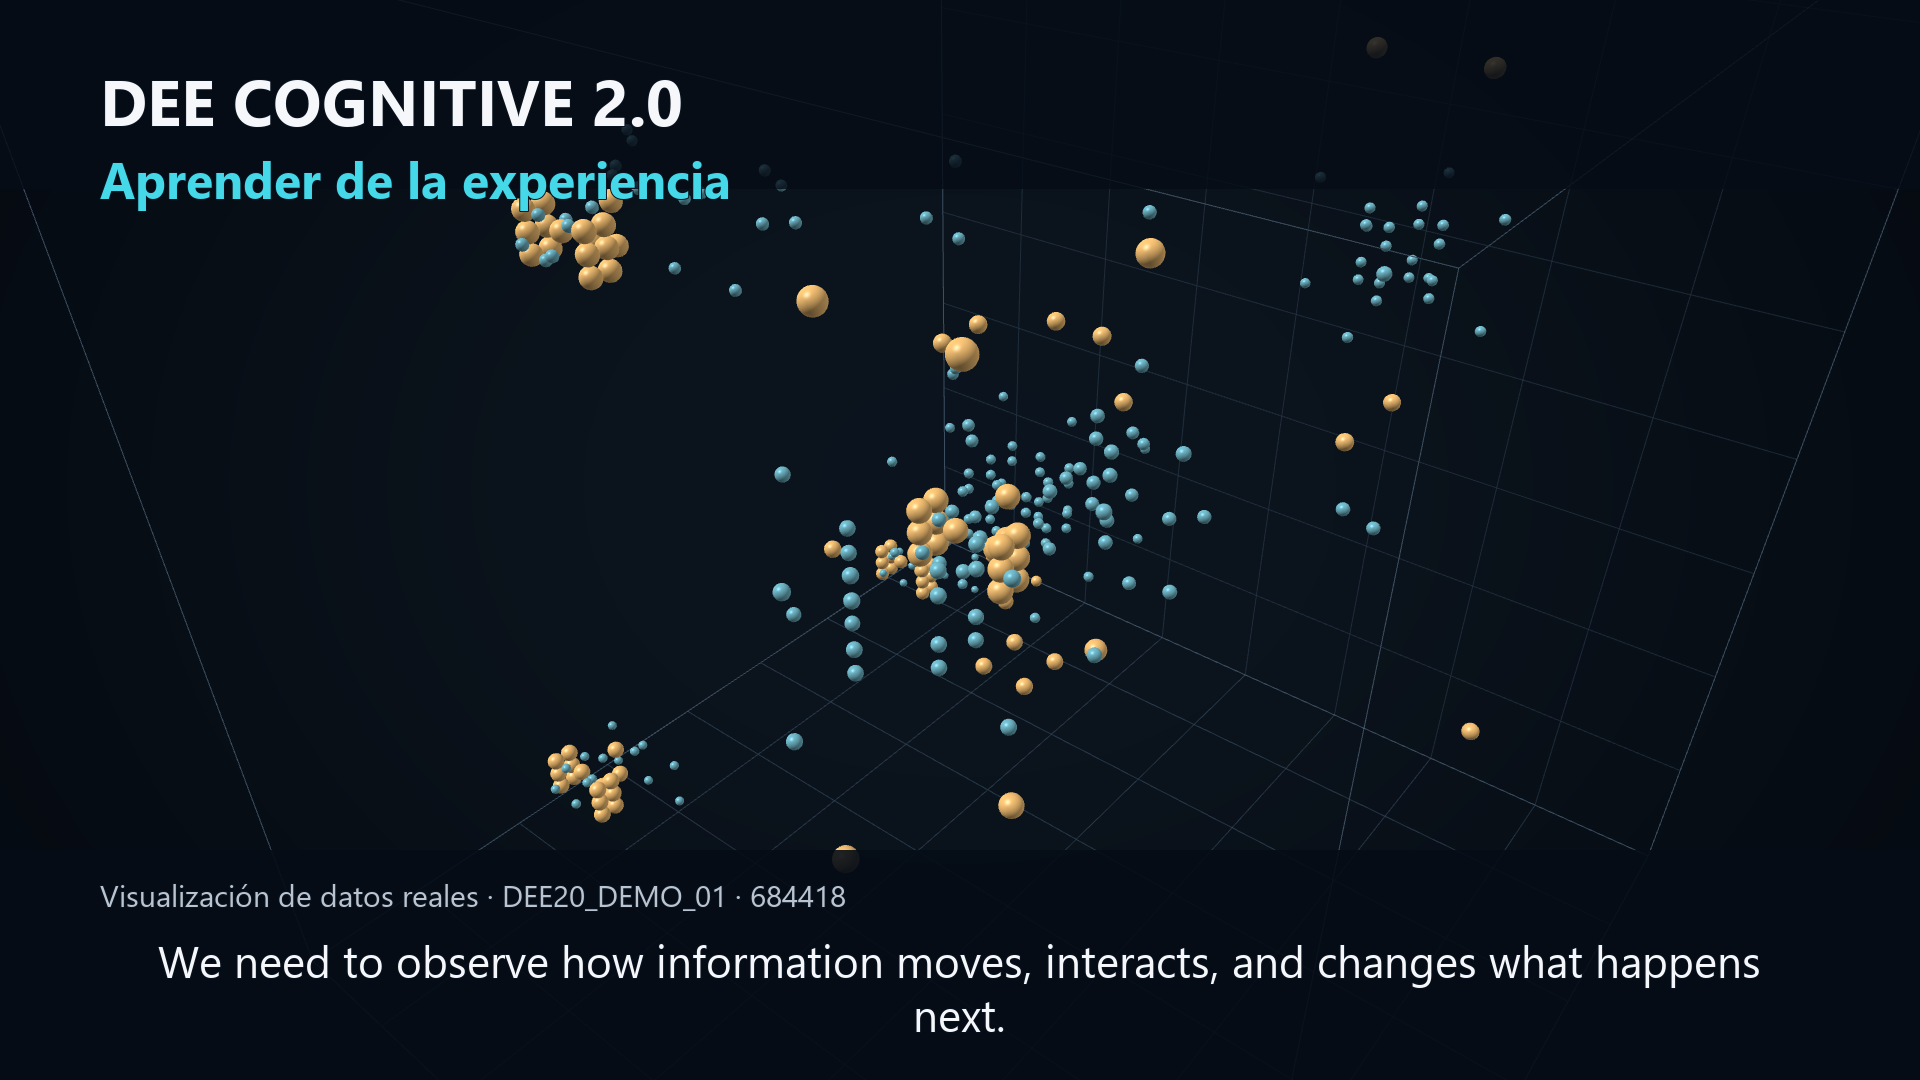 DEE COGNITIVE 2.0
Aprender de la experiencia
Visualización de datos reales · DEE20_DEMO_01 · 684418
We need to observe how information moves, interacts, and changes what happens
next.